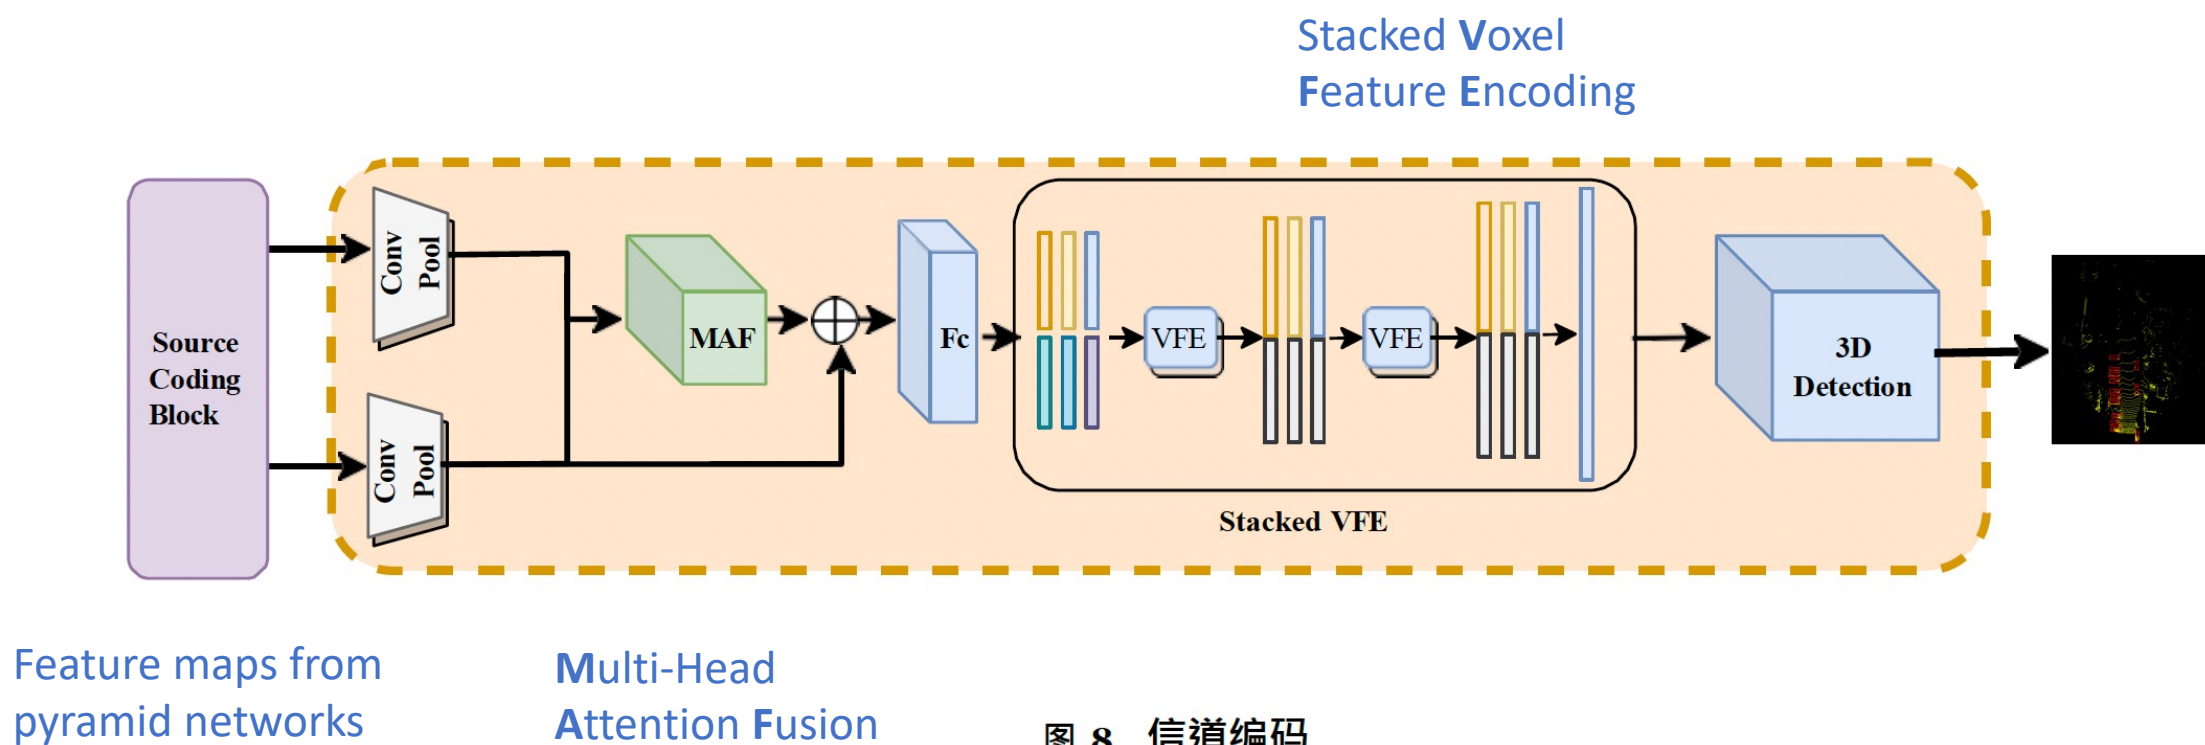 Stacked Voxel
Feature Encoding
Source
Coding
Block
Conv
Pool
Conv
Pool
MAF
Fc
VFE
VFE
Stacked VFE
3D
Detection
Feature maps from
pyramid networks
Multi-Head
Attention Fusion
图 8 信道编码